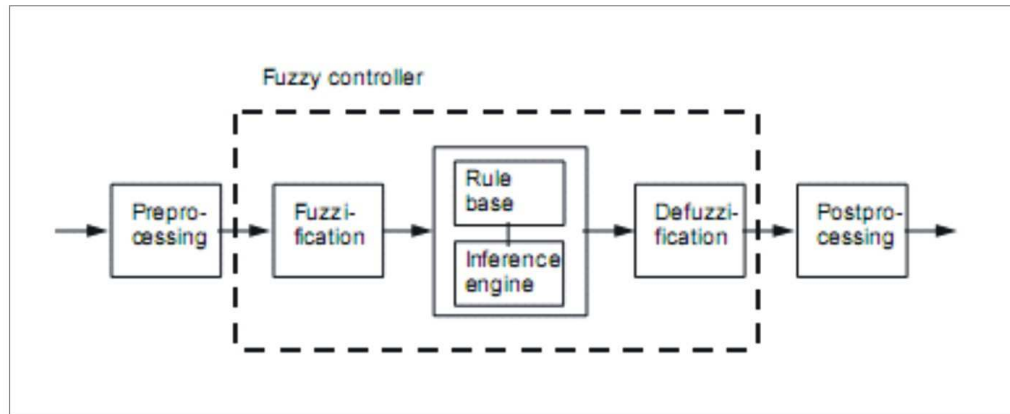 Fuzzy controller
Prepro-
cessing
Fuzzi-
fication
Rule
base
Inference
engine
Defuzzi-
fication
Postpro-
cessing